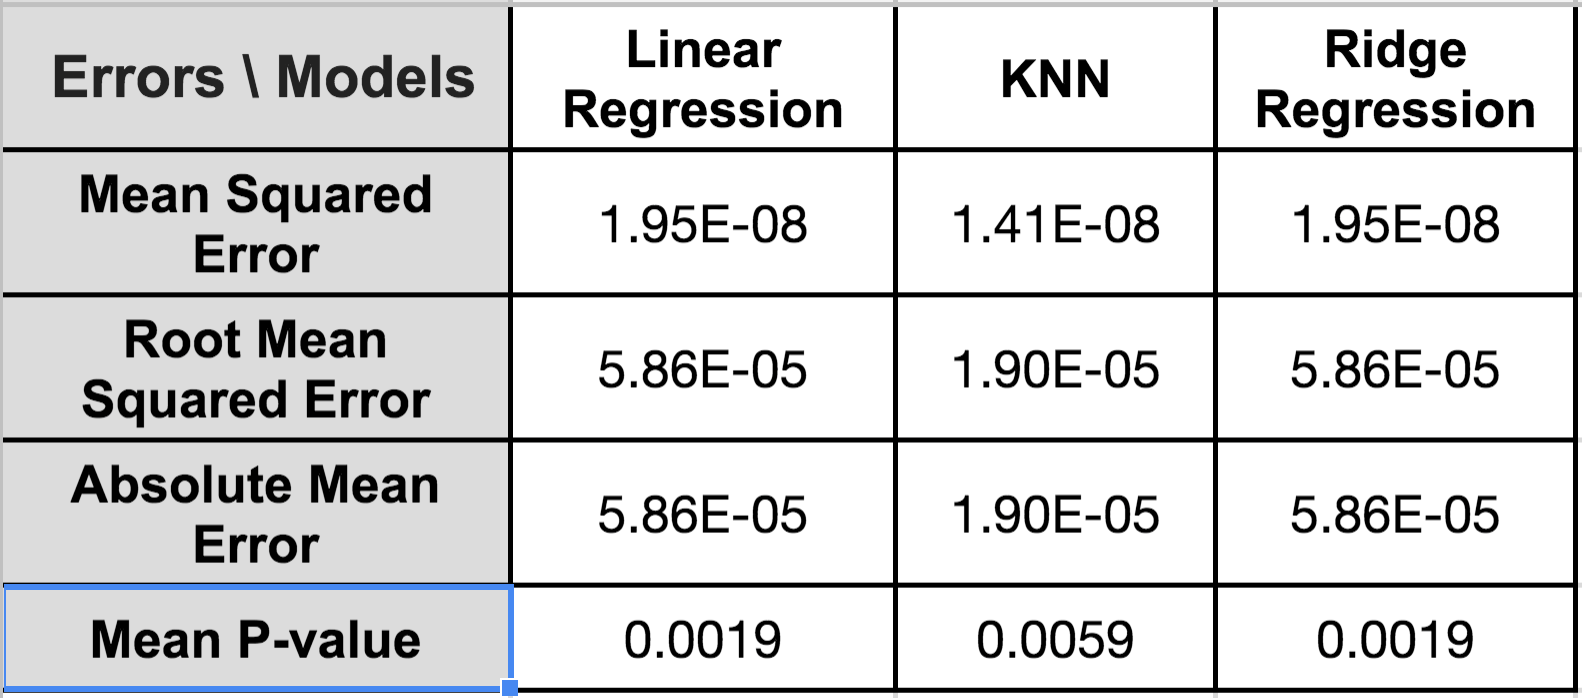 Errors \ Models
Linear
Regression
KNN
Ridge
Regression
Mean Squared
Error
1.95E-08
1.41E-08
1.95E-08
Root Mean
Squared Error
5.86E-05
1.90E-05
5.86E-05
Absolute Mean
Error
5.86E-05
1.90E-05
5.86E-05
Mean P-value
0.0019
0.0059
0.0019